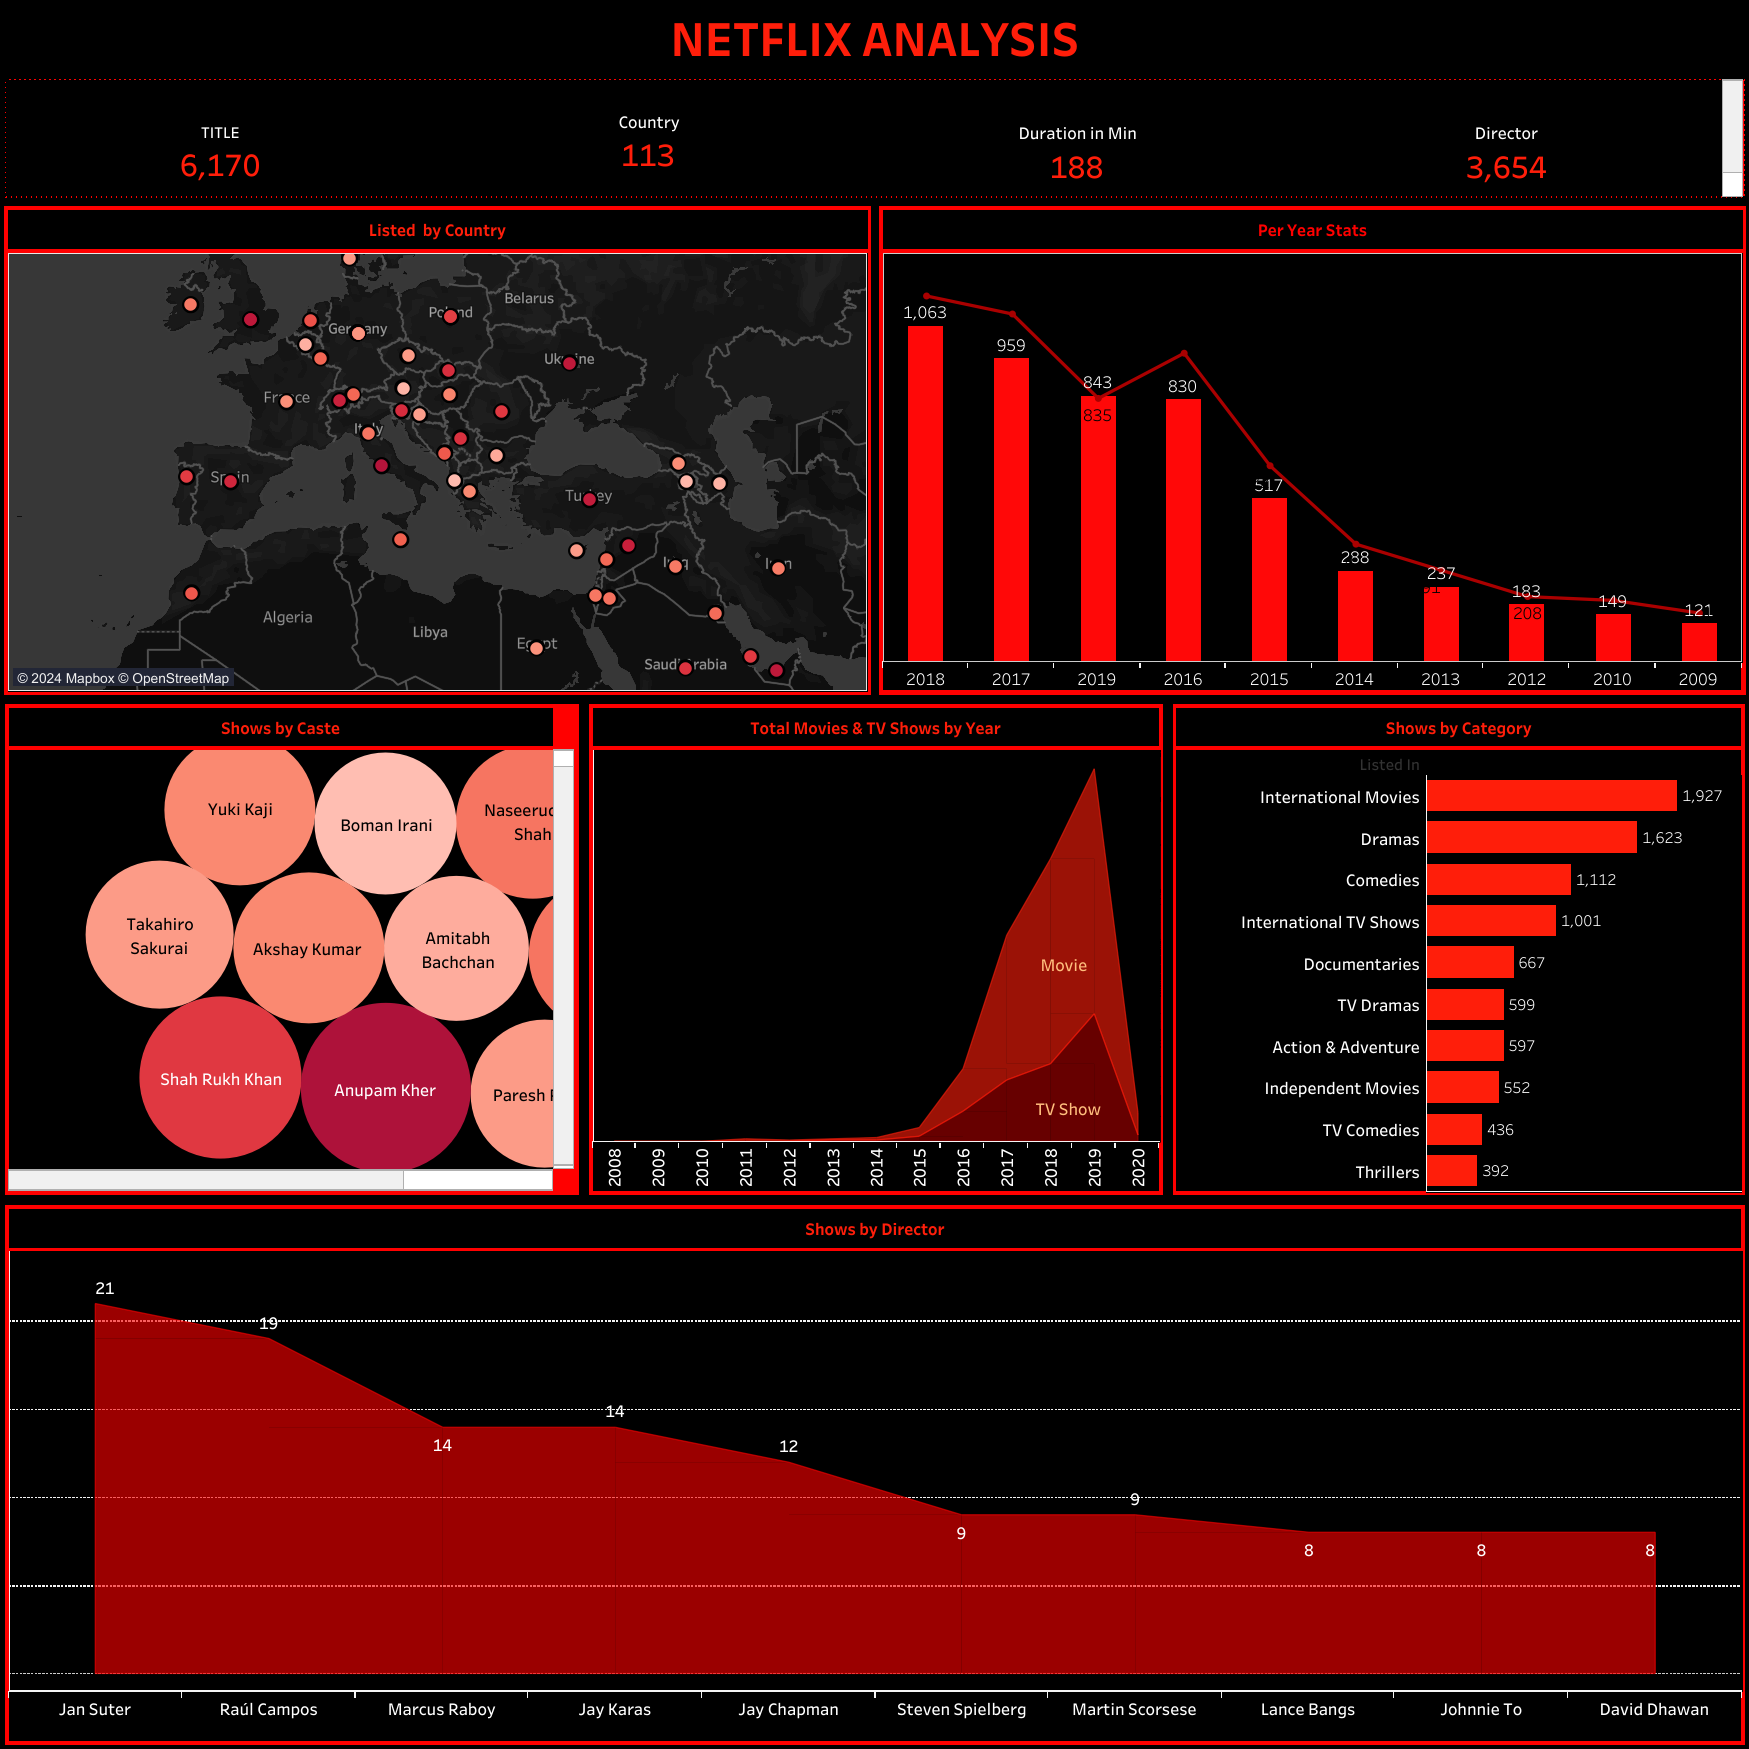 NETFLIX ANALYSIS
TITLE
6,170
Country
113
Duration in Min
188
Director
3,654
Listed by Country
Belarus
Poland
Germany
Ukraine
France
Italy
Spain
Turkey
Iraq
Iran
Algeria
Libya
Egypt
Saudi Arabia
© 2024 Mapbox © OpenStreetMap
Per Year Stats
1,063
959
843
835
830
517
288
237
183
208
149
121
2018 2017 2019 2016 2015 2014 2013 2012 2010 2009
Shows by Caste
Yuki Kaji
Boman Irani
Shah
Takahiro
Sakurai
Akshay Kumar
Amitabh
Bachchan
Shah Rukh Khan
Anupam Kher
Paresh
Total Movies & TV Shows by Year
Movie
TV Show
2008 2009 2010 2011 2012 2013 2014 2015 2016 2017 2018 2019 2020
Shows by Category
Listed In
International Movies 1,927
Dramas 1,623
Comedies 1,112
International TV Shows 1,001
Documentaries 667
TV Dramas 599
Action & Adventure 597
Independent Movies 552
TV Comedies 436
Thrillers 392
Shows by Director
21
19
14
14
12
9
9
8
8
8
Jan Suter Raúl Campos Marcus Raboy Jay Karas Jay Chapman Steven Spielberg Martin Scorsese Lance Bangs Johnnie To David Dhawan